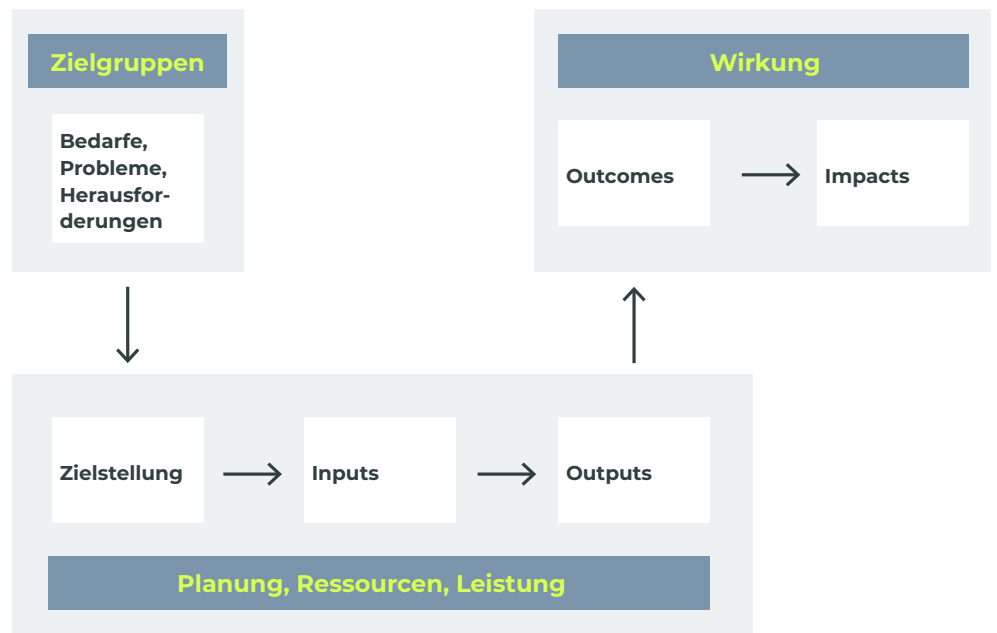 Zielgruppen
Bedarfe,
Probleme,
Herausfor-
derungen
Wirkung
Outcomes
Impacts
Zielstellung
Inputs
Outputs
Planung, Ressourcen, Leistung